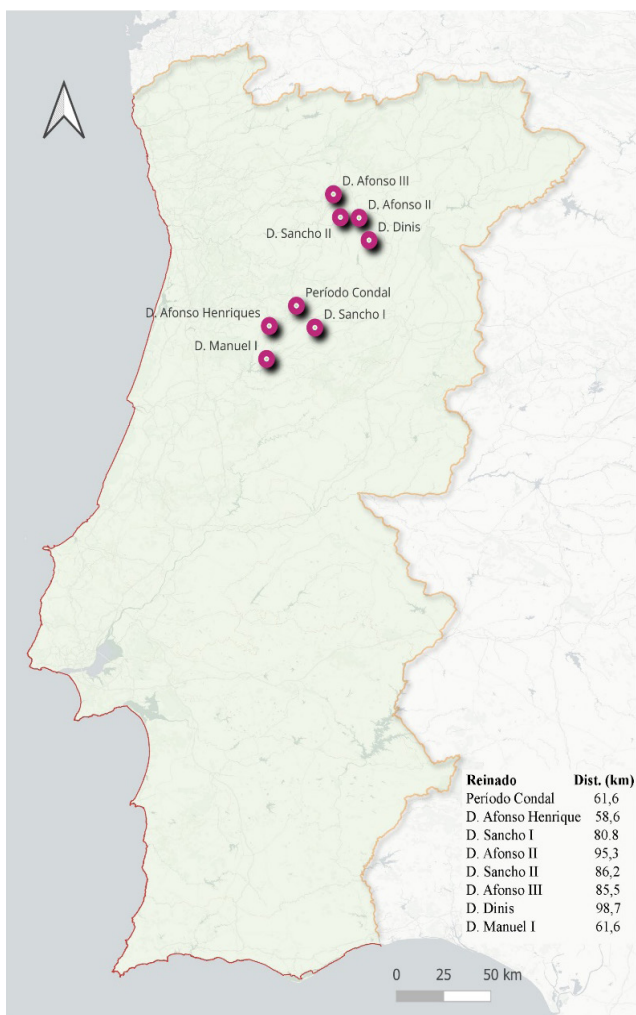 D. Afonso III
D. Afonso II
D. Sancho II
D. Dinis
Período Condal
D. Afonso Henriques
D. Sancho I
D. Manuel I
Reinado Dist. (km)
Período Condal 61,6
D. Afonso Henrique 58,6
D. Sancho I 80.8
D. Afonso II 95,3
D. Sancho II 86,2
D. Afonso III 85,5
D. Dinis 98,7
D. Manuel I 61,6
0 25 50 km